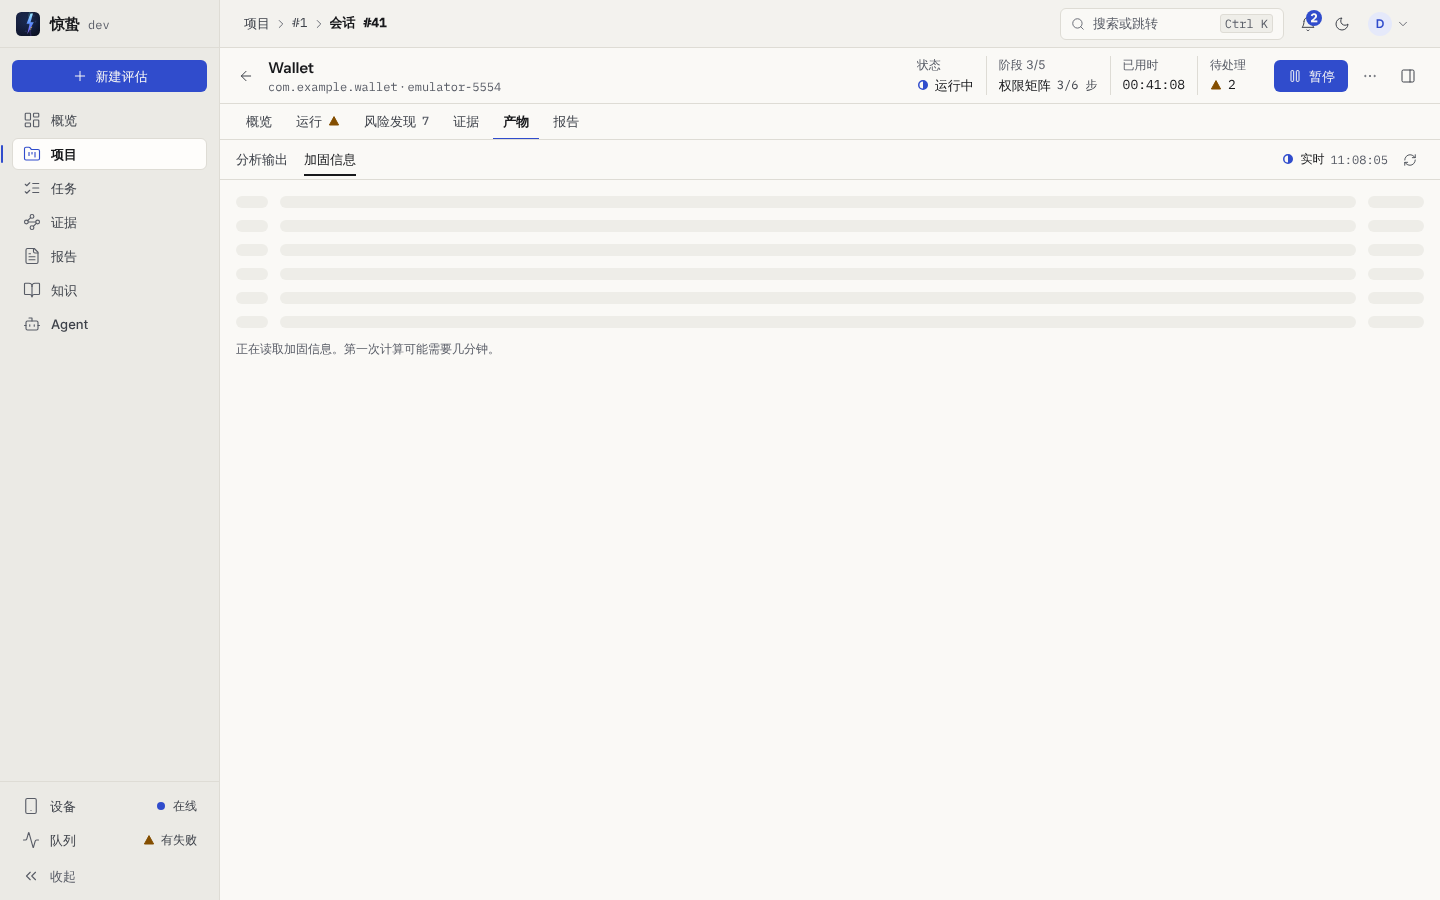 惊蛰 dev
项目 #1 会话 #41
搜索或跳转 Ctrl K
2
D
新建评估
概览
项目
任务
证据
报告
知识
Agent
设备 在线
队列 有失败
收起
Wallet
com.example.wallet · emulator-5554
状态
运行中
阶段 3/5
权限矩阵 3/6 步
已用时
00:41:08
待处理
2
暂停
概览 运行 风险发现 7 证据 产物 报告
分析输出 加固信息
实时 11:08:05
正在读取加固信息。第一次计算可能需要几分钟。